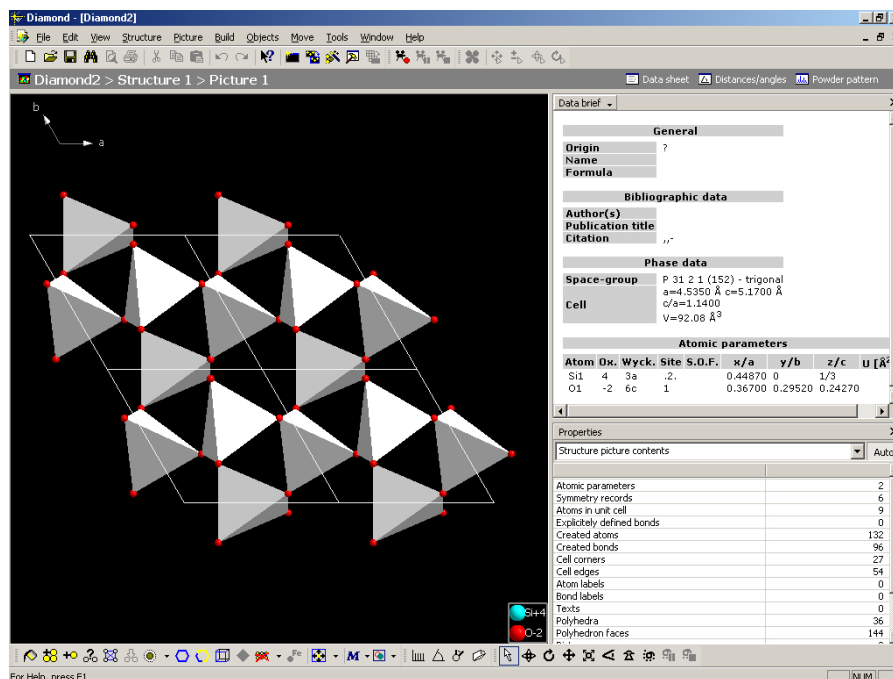 Diamond - [Diamond2]
File Edit View Structure Picture Build Objects Move Tools Window Help
Diamond2 > Structure 1 > Picture 1 Data sheet Distances/angles Powder pattern
b
a
Si+4
O-2
Data brief
General
Origin ?
Name
Formula
Bibliographic data
Author(s)
Publication title
Citation ,,-
Phase data
Space-group P 31 2 1 (152) - trigonal
Cell a=4.5350 Å c=5.1700 Å
c/a=1.1400
V=92.08 Å3
Atomic parameters
Atom Ox. Wyck. Site S.O.F. x/a y/b z/c U [Å2
Si1 4 3a .2. 0.44870 0 1/3
O1 -2 6c 1 0.36700 0.29520 0.24270
Properties
Structure picture contents Auto
Atomic parameters 2
Symmetry records 6
Atoms in unit cell 9
Explicitely defined bonds 0
Created atoms 132
Created bonds 96
Cell corners 27
Cell edges 54
Atom labels 0
Bond labels 0
Texts 0
Polyhedra 36
Polyhedron faces 144
Fe
M
For Help, press F1 NUM